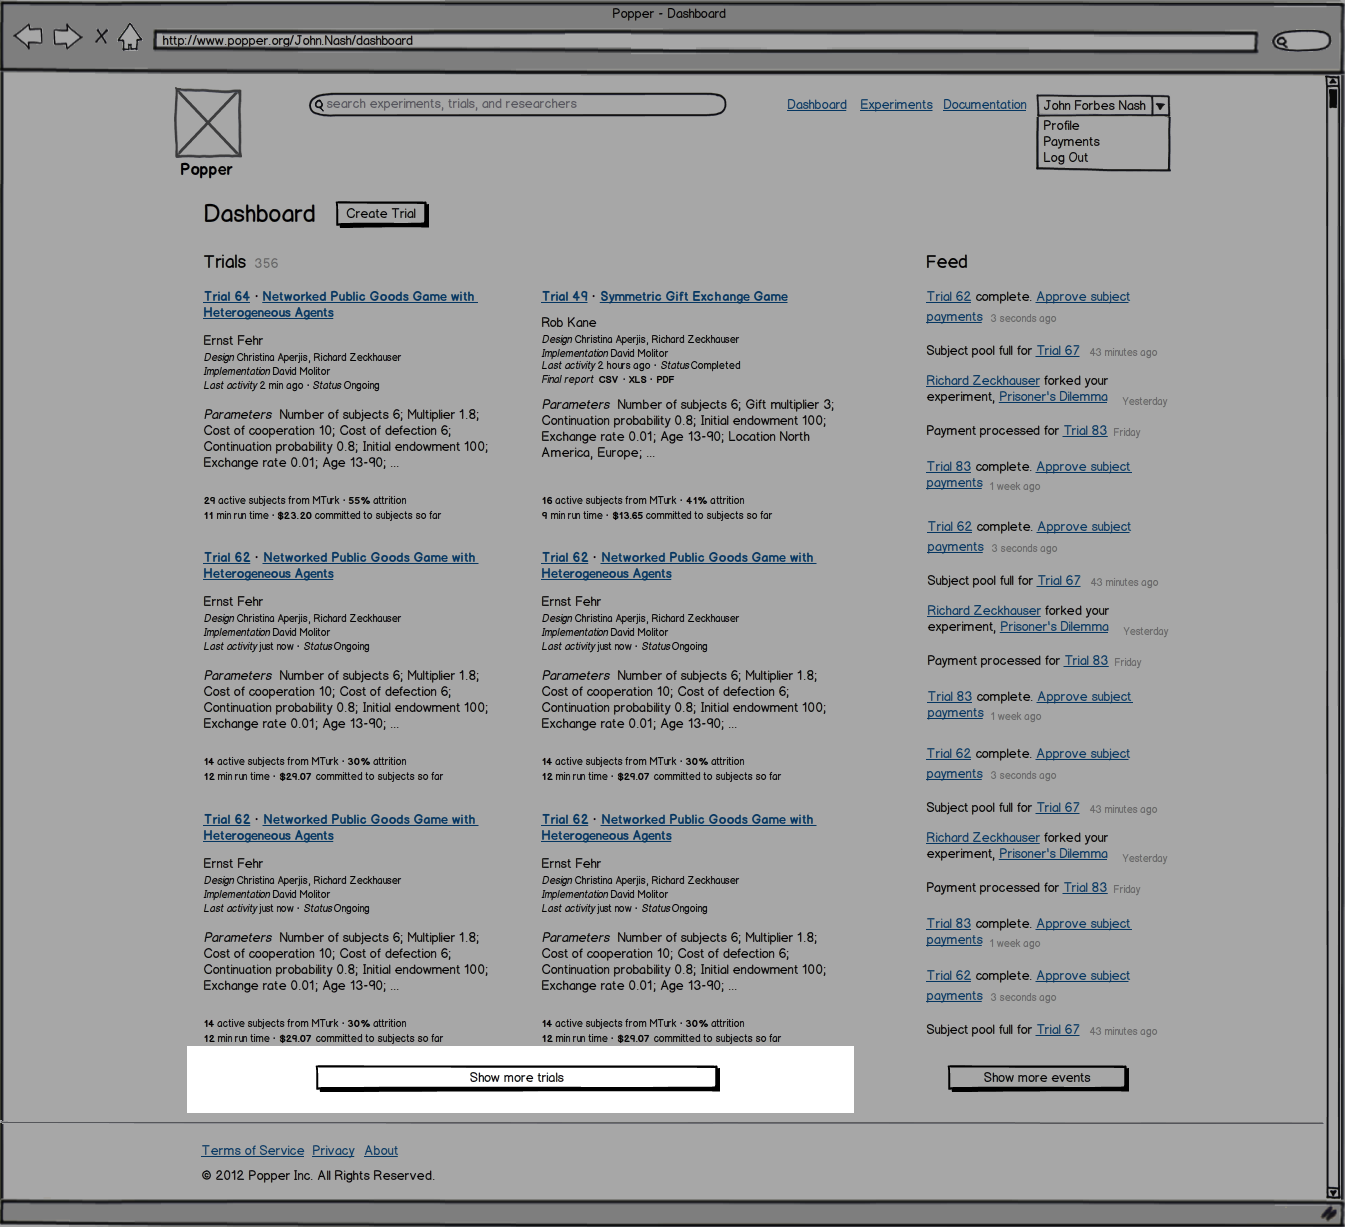 Popper - Dashboard
http://www.popper.org/John.Nash/dashboard
search experiments, trials, and researchers
Dashboard Experiments Documentation
John Forbes Nash
Profile
Payments
Log Out
Popper
Dashboard
Create Trial
Trials 356
Trial 64 · Networked Public Goods Game with
Heterogeneous Agents
Ernst Fehr
Design Christina Aperjis, Richard Zeckhauser
Implementation David Molitor
Last activity 2 min ago · Status Ongoing
Parameters Number of subjects 6; Multiplier 1.8;
Cost of cooperation 10; Cost of defection 6;
Continuation probability 0.8; Initial endowment 100;
Exchange rate 0.01; Age 13-90; ...
29 active subjects from MTurk · 55% attrition
11 min run time · $23.20 committed to subjects so far
Trial 49 · Symmetric Gift Exchange Game
Rob Kane
Design Christina Aperjis, Richard Zeckhauser
Implementation David Molitor
Last activity 2 hours ago · Status Completed
Final report CSV · XLS · PDF
Parameters Number of subjects 6; Gift multiplier 3;
Continuation probability 0.8; Initial endowment 100;
Exchange rate 0.01; Age 13-90; Location North
America, Europe; ...
16 active subjects from MTurk · 41% attrition
9 min run time · $13.65 committed to subjects so far
Trial 62 · Networked Public Goods Game with
Heterogeneous Agents
Ernst Fehr
Design Christina Aperjis, Richard Zeckhauser
Implementation David Molitor
Last activity just now · Status Ongoing
Parameters Number of subjects 6; Multiplier 1.8;
Cost of cooperation 10; Cost of defection 6;
Continuation probability 0.8; Initial endowment 100;
Exchange rate 0.01; Age 13-90; ...
14 active subjects from MTurk · 30% attrition
12 min run time · $29.07 committed to subjects so far
Trial 62 · Networked Public Goods Game with
Heterogeneous Agents
Ernst Fehr
Design Christina Aperjis, Richard Zeckhauser
Implementation David Molitor
Last activity just now · Status Ongoing
Parameters Number of subjects 6; Multiplier 1.8;
Cost of cooperation 10; Cost of defection 6;
Continuation probability 0.8; Initial endowment 100;
Exchange rate 0.01; Age 13-90; ...
14 active subjects from MTurk · 30% attrition
12 min run time · $29.07 committed to subjects so far
Trial 62 · Networked Public Goods Game with
Heterogeneous Agents
Ernst Fehr
Design Christina Aperjis, Richard Zeckhauser
Implementation David Molitor
Last activity just now · Status Ongoing
Parameters Number of subjects 6; Multiplier 1.8;
Cost of cooperation 10; Cost of defection 6;
Continuation probability 0.8; Initial endowment 100;
Exchange rate 0.01; Age 13-90; ...
14 active subjects from MTurk · 30% attrition
12 min run time · $29.07 committed to subjects so far
Trial 62 · Networked Public Goods Game with
Heterogeneous Agents
Ernst Fehr
Design Christina Aperjis, Richard Zeckhauser
Implementation David Molitor
Last activity just now · Status Ongoing
Parameters Number of subjects 6; Multiplier 1.8;
Cost of cooperation 10; Cost of defection 6;
Continuation probability 0.8; Initial endowment 100;
Exchange rate 0.01; Age 13-90; ...
14 active subjects from MTurk · 30% attrition
12 min run time · $29.07 committed to subjects so far
Show more trials
Feed
Trial 62 complete. Approve subject
payments 3 seconds ago
Subject pool full for Trial 67 43 minutes ago
Richard Zeckhauser forked your
experiment, Prisoner's Dilemma Yesterday
Payment processed for Trial 83 Friday
Trial 83 complete. Approve subject
payments 1 week ago
Trial 62 complete. Approve subject
payments 3 seconds ago
Subject pool full for Trial 67 43 minutes ago
Richard Zeckhauser forked your
experiment, Prisoner's Dilemma Yesterday
Payment processed for Trial 83 Friday
Trial 83 complete. Approve subject
payments 1 week ago
Trial 62 complete. Approve subject
payments 3 seconds ago
Subject pool full for Trial 67 43 minutes ago
Richard Zeckhauser forked your
experiment, Prisoner's Dilemma Yesterday
Payment processed for Trial 83 Friday
Trial 83 complete. Approve subject
payments 1 week ago
Trial 62 complete. Approve subject
payments 3 seconds ago
Subject pool full for Trial 67 43 minutes ago
Show more events
Terms of Service Privacy About
© 2012 Popper Inc. All Rights Reserved.